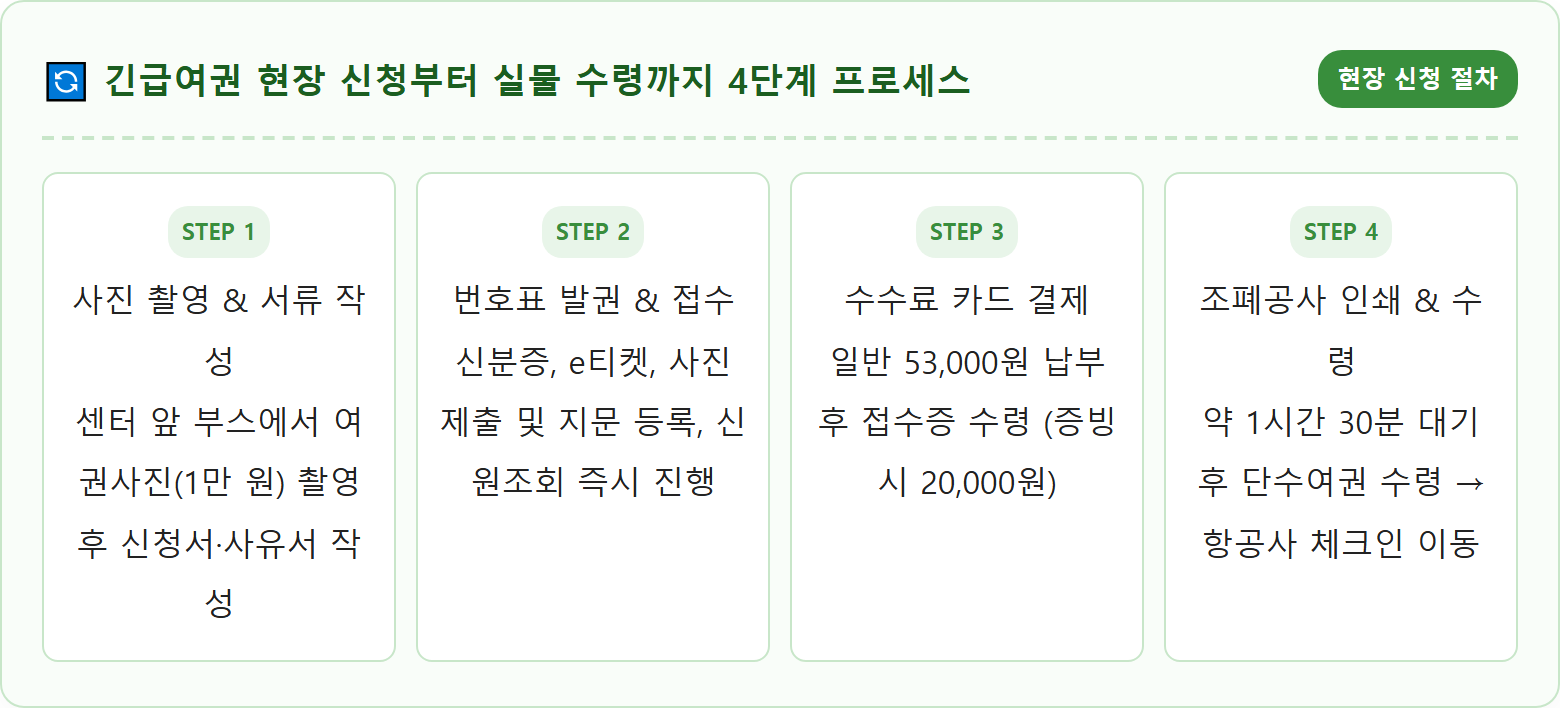 긴급여권 현장 신청부터 실물 수령까지 4단계 프로세스
현장 신청 절차
STEP 1
사진 촬영 & 서류 작
성
센터 앞 부스에서 여
권사진(1만 원) 촬영
후 신청서·사유서 작
성
STEP 2
번호표 발권 & 접수
신분증, e티켓, 사진
제출 및 지문 등록, 신
원조회 즉시 진행
STEP 3
수수료 카드 결제
일반 53,000원 납부
후 접수증 수령 (증빙
시 20,000원)
STEP 4
조폐공사 인쇄 & 수
령
약 1시간 30분 대기
후 단수여권 수령 →
항공사 체크인 이동